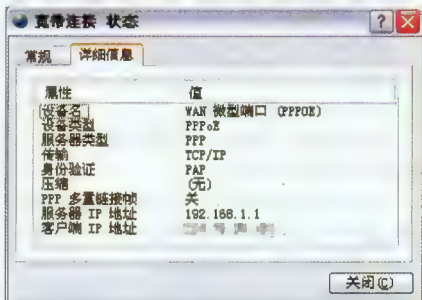 宽带连接 状态
常规 详细信息
属性 值
设备名 WAN 微型端口 (PPPOE)
设备类型 PPPoE
服务器类型 PPP
传输 TCP/IP
身份验证 PAP
压缩 (无)
PPP 多重链接帧 关
服务器 IP 地址 192.168.1.1
客户端 IP 地址
关闭(C)